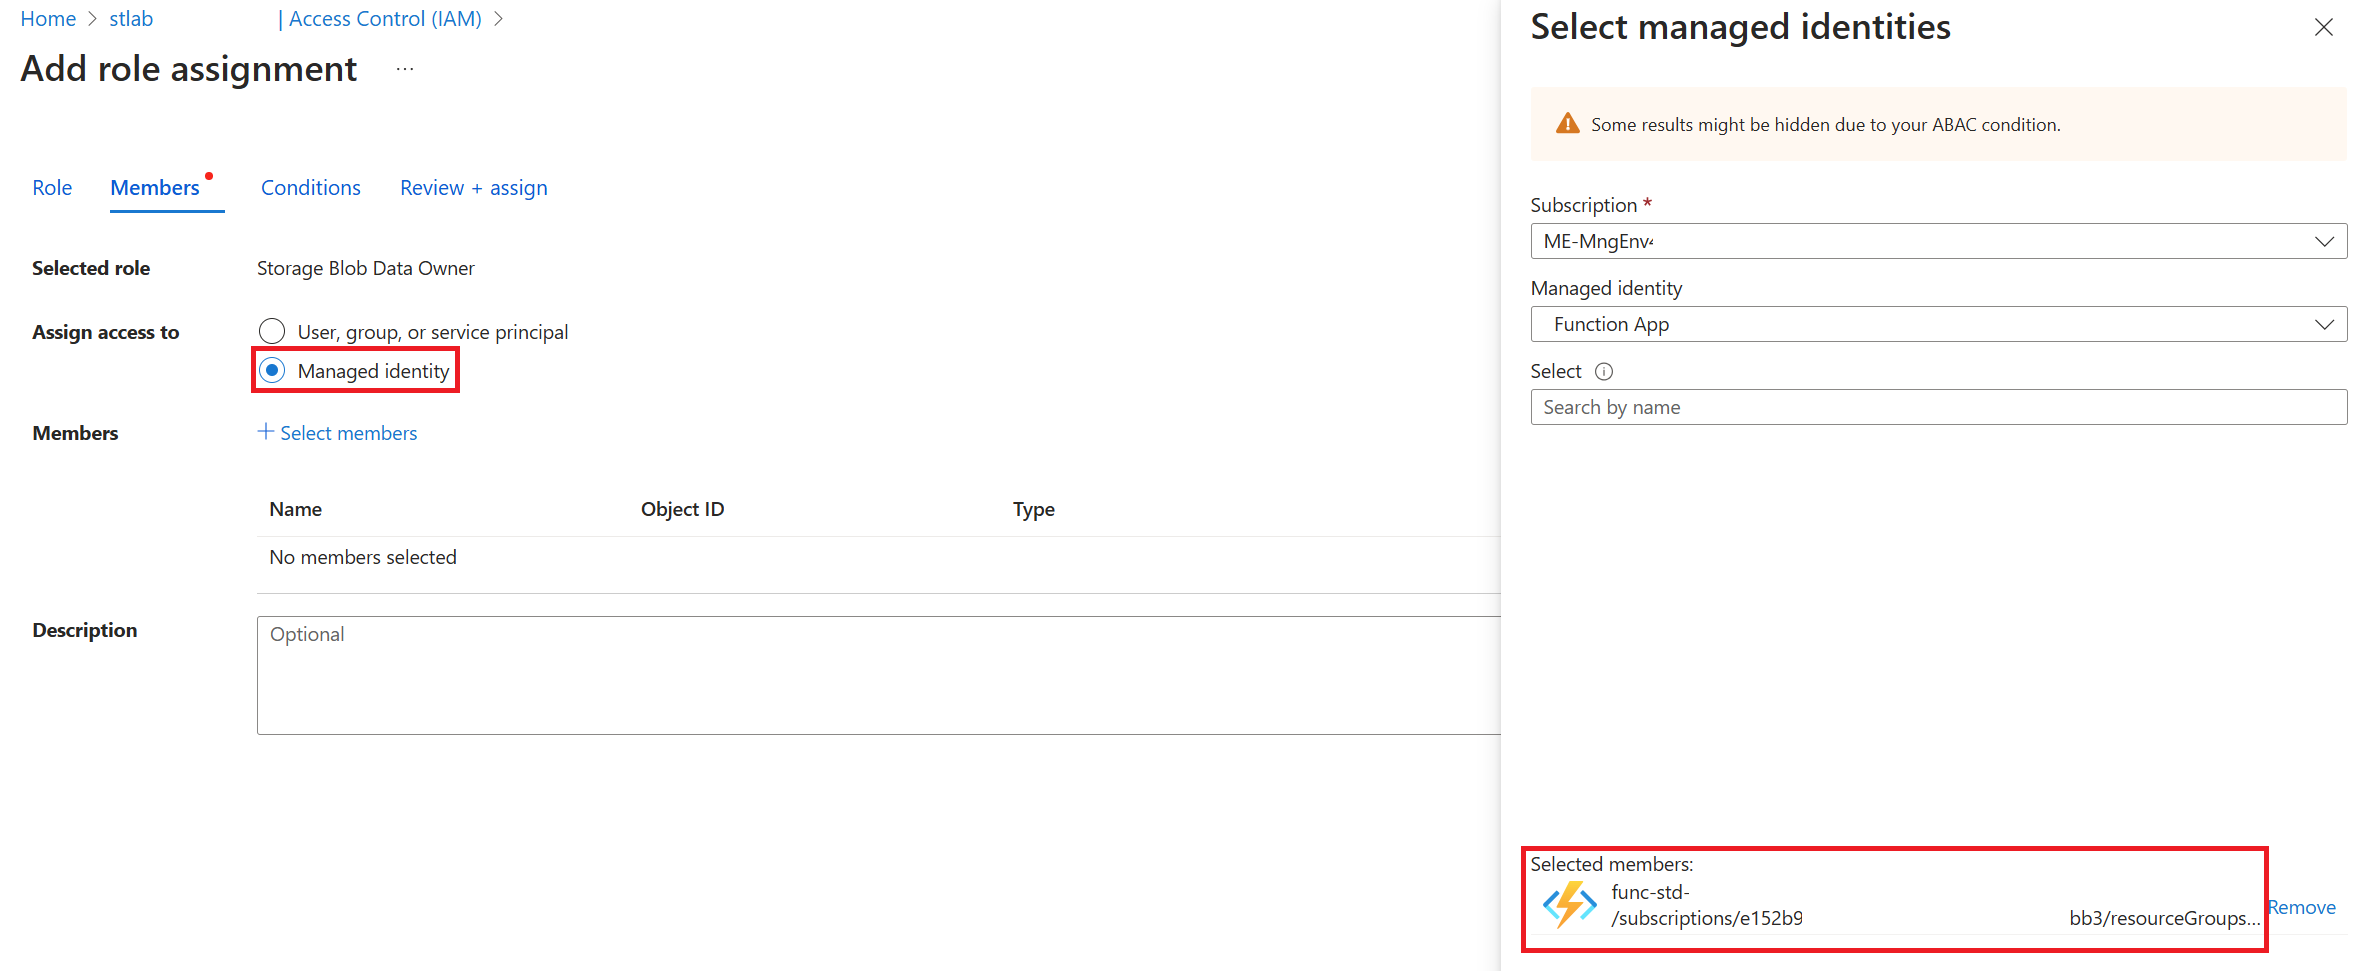 Home > stlab | Access Control (IAM) >
Add role assignment ...
Role Members Conditions Review + assign
Selected role Storage Blob Data Owner
Assign access to User, group, or service principal
Managed identity
Members + Select members
Name Object ID Type
No members selected
Description Optional
Select managed identities
Some results might be hidden due to your ABAC condition.
Subscription *
ME-MngEnv
Managed identity
Function App
Select
Search by name
Selected members:
func-std-
/subscriptions/e152b9 bb3/resourceGroups...
Remove